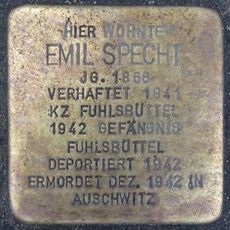 HIER WOHNTE
EMIL SPECHT
JG. 1866
VERHAFTET 1941
KZ FUHLSBÜTTEL
1942 GEFÄNGNIS
FUHLSBÜTTEL
DEPORTIERT 1942
ERMORDET DEZ. 1942 IN
AUSCHWITZ